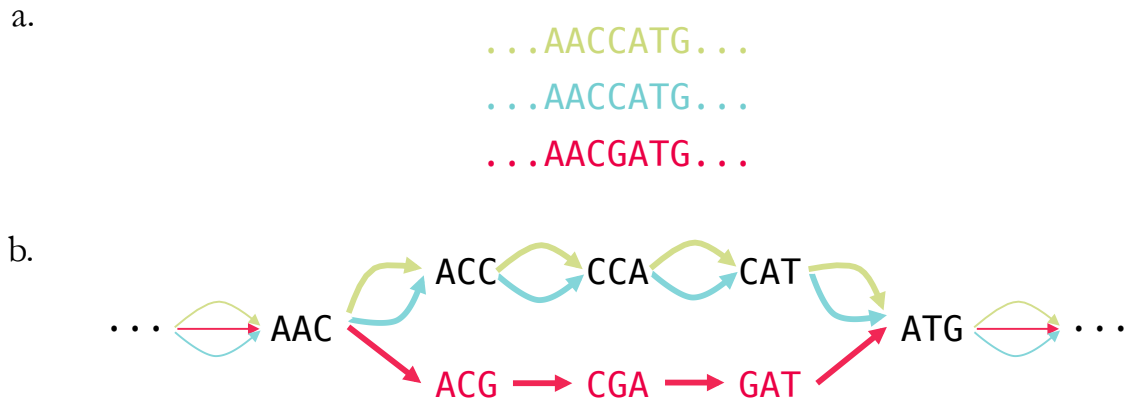 a.
...AACCATG...
...AACCATG...
...AACGATG...
b.
ACC CCA CAT
... AAC ATG ...
ACG CGA GAT